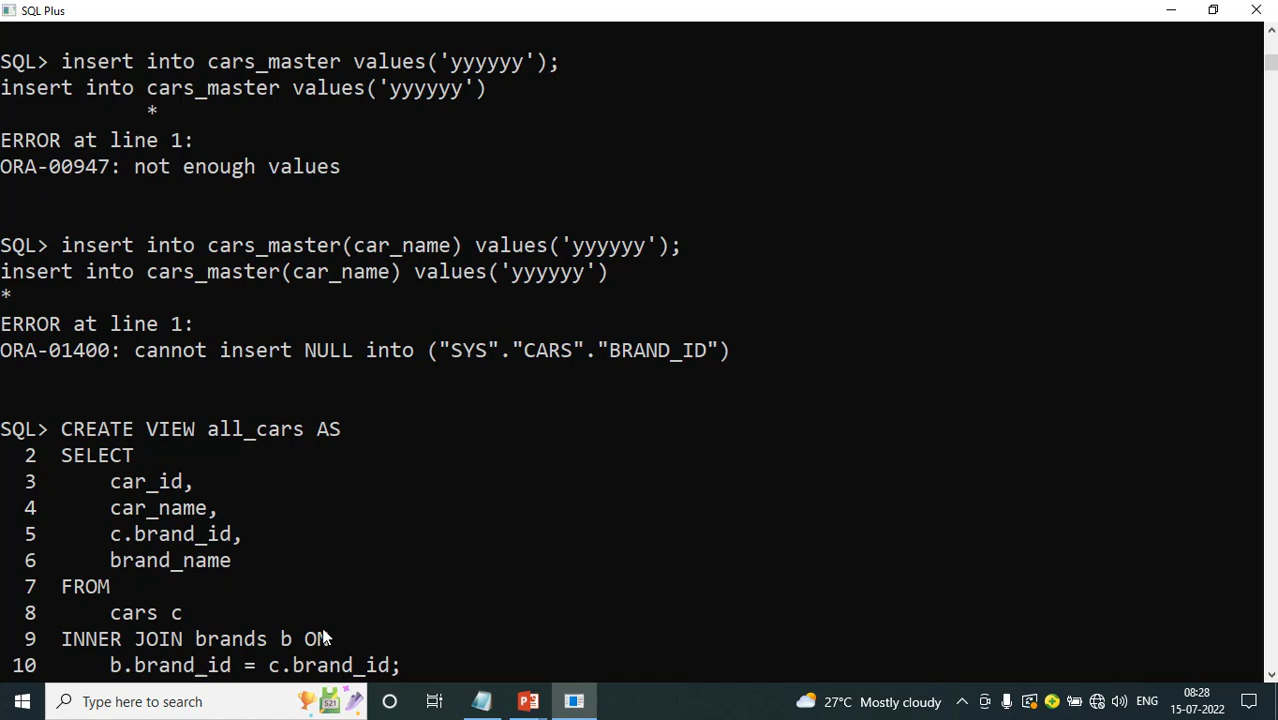 SQL Plus
SQL> insert into cars_master values('yyyyyy');
insert into cars_master values('yyyyyy')
*
ERROR at line 1:
ORA-00947: not enough values
SQL> insert into cars_master(car_name) values('yyyyyy');
insert into cars_master(car_name) values('yyyyyy')
*
ERROR at line 1:
ORA-01400: cannot insert NULL into ("SYS"."CARS"."BRAND_ID")
SQL> CREATE VIEW all_cars AS
2 SELECT
3 car_id,
4 car_name,
5 c.brand_id,
6 brand_name
7 FROM
8 cars c
9 INNER JOIN brands b ON
10 b.brand_id = c.brand_id;
Type here to search
521
27°C Mostly cloudy
ENG
08:28
15-07-2022